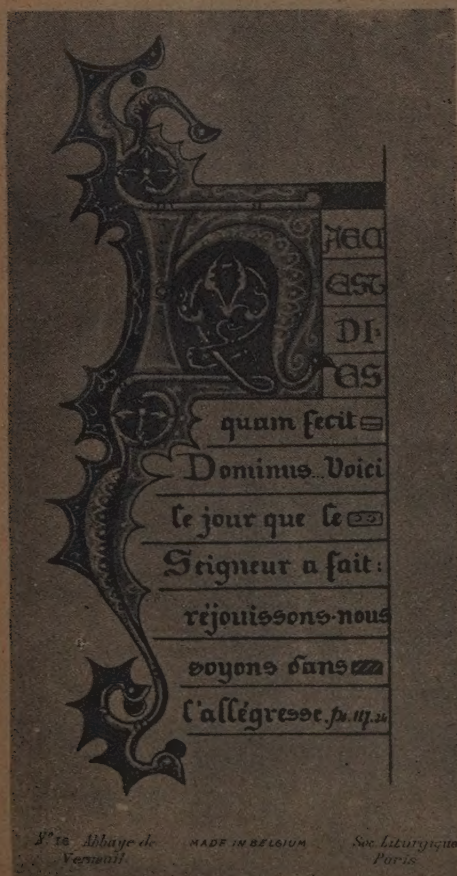 HAEC
EST
DI-
ES
quam fecit
Dominus... Voici
le jour que le
Seigneur a fait:
réjouissons-nous
soyons dans
l'allégresse. ps. 117. 24
No 16 Abbaye de MADE IN BELGIUM Soc. Liturgique
Verneuil Paris